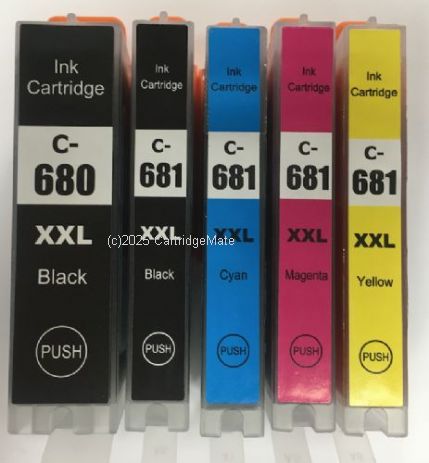 Ink
Cartridge
C-
680
XXL
Black
PUSH
Ink
Cartridge
C-
681
XXL
Black
PUSH
Ink
Cartridge
C-
681
XXL
Cyan
PUSH
Ink
Cartridge
C-
681
XXL
Magenta
PUSH
Ink
Cartridge
C-
681
XXL
Yellow
PUSH
(c)2025 CartridgeMate